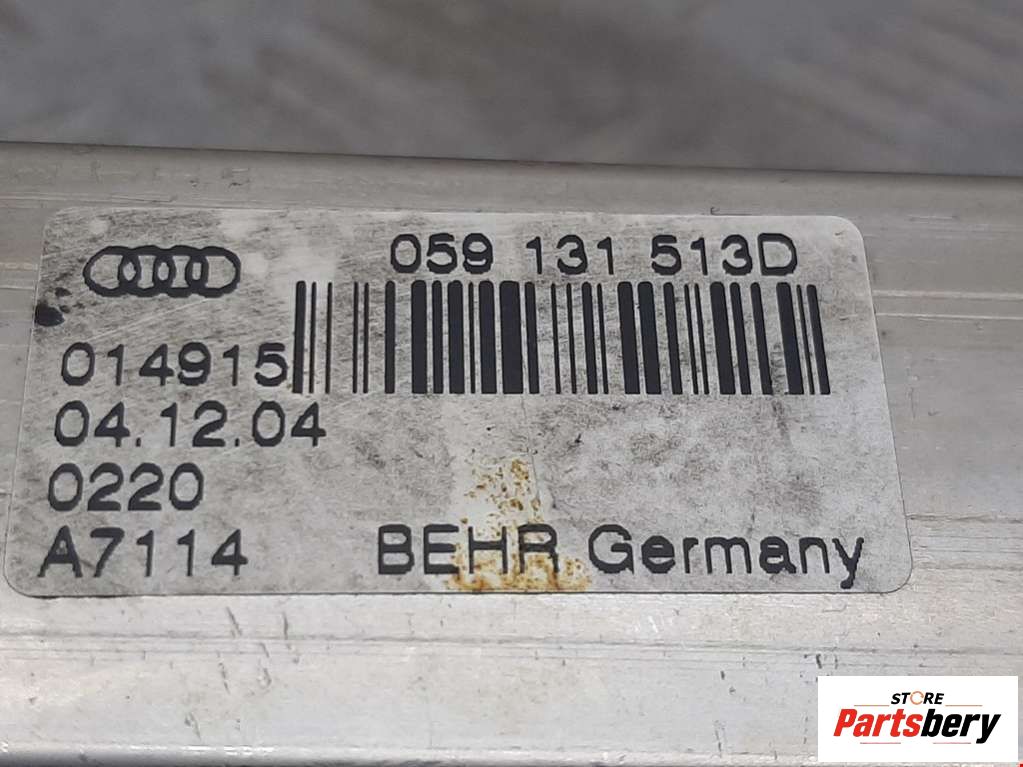 059 131 513D
014915
04.12.04
0220
A7114
BEHR Germany
STORE
Partsbery